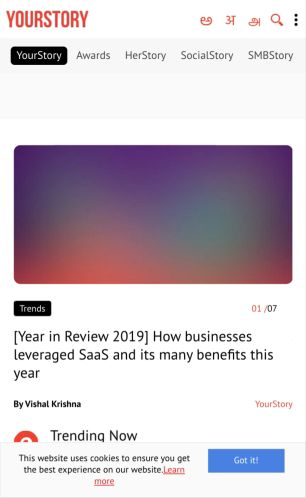 YOURSTORY
ಅ अ அ
YourStory Awards HerStory SocialStory SMBStory
Trends
01 /07
[Year in Review 2019] How businesses
leveraged SaaS and its many benefits this
year
By Vishal Krishna
YourStory
Trending Now
This website uses cookies to ensure you get
the best experience on our website.Learn
more
Got it!